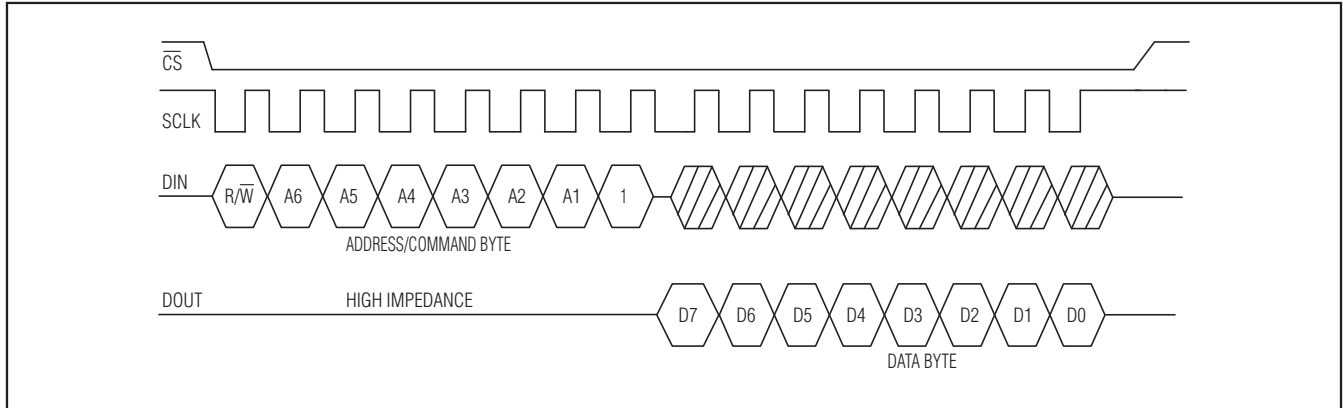 C̅S̅
SCLK
DIN
R/W̅ A6 A5 A4 A3 A2 A1 1
ADDRESS/COMMAND BYTE
DOUT
HIGH IMPEDANCE
D7 D6 D5 D4 D3 D2 D1 D0
DATA BYTE